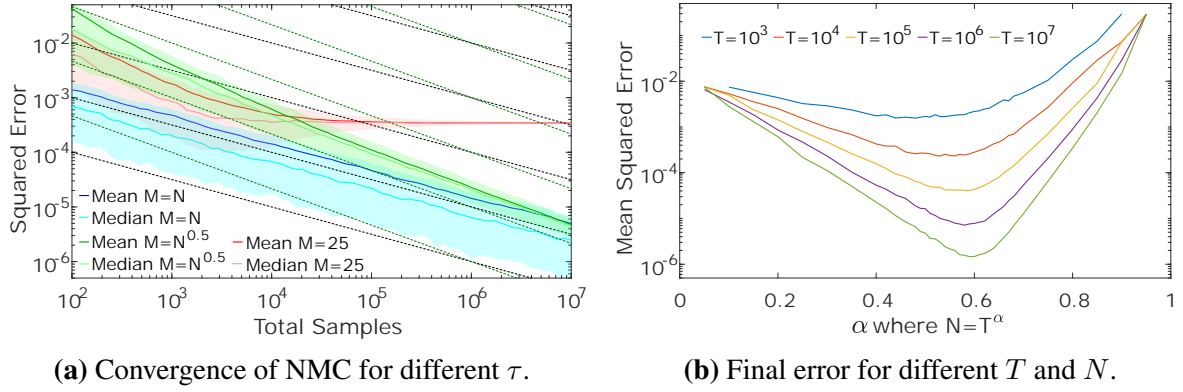 10^-2
10^-3
10^-4
10^-5
10^-6
Squared Error
Mean M=N
Median M=N
Mean M=N^0.5
Median M=N^0.5
Mean M=25
Median M=25
10^2 10^3 10^4 10^5 10^6 10^7
Total Samples
(a) Convergence of NMC for different τ.
10^-2
10^-4
10^-6
Mean Squared Error
T=10^3 T=10^4 T=10^5 T=10^6 T=10^7
0 0.2 0.4 0.6 0.8 1
α where N=T^α
(b) Final error for different T and N.